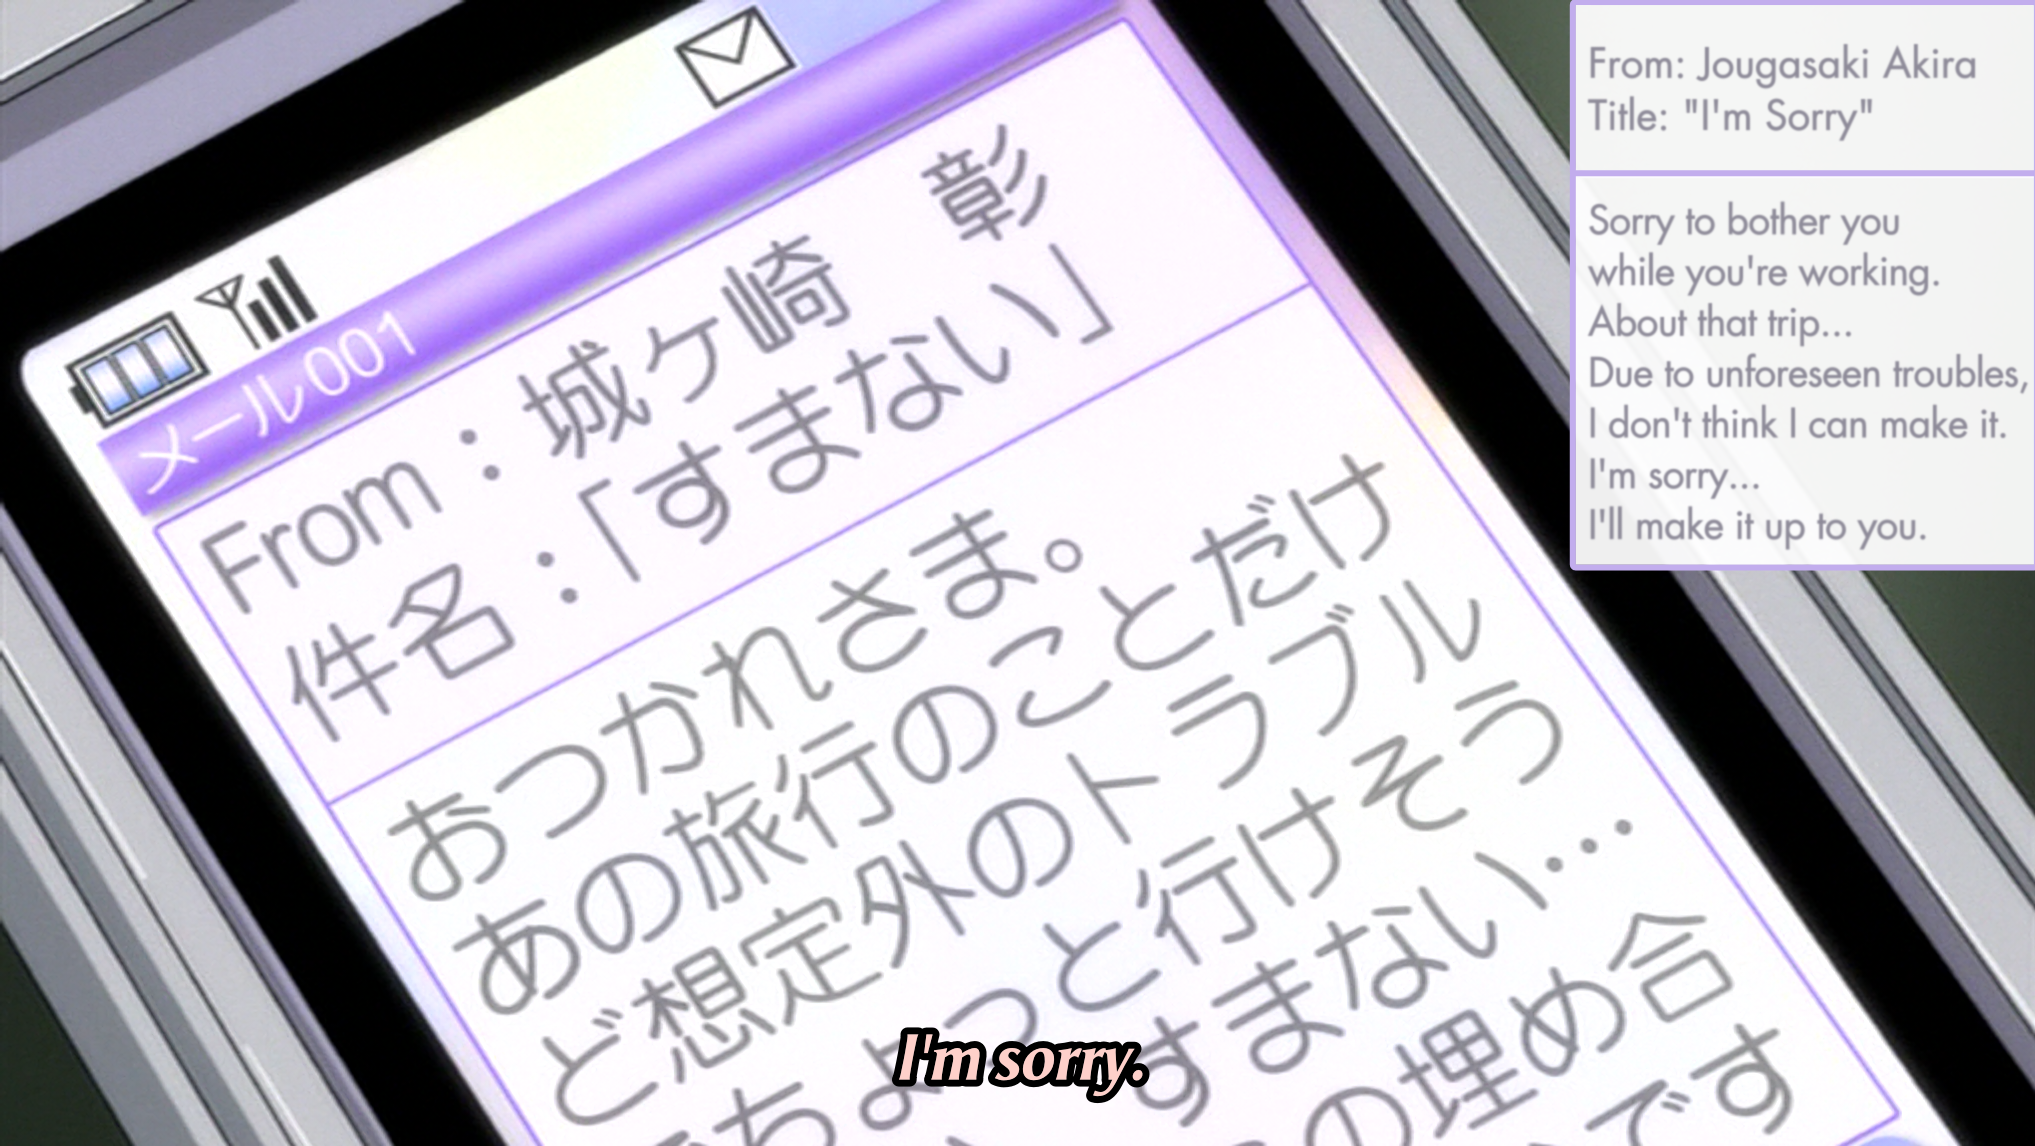 メール001
From：城ケ崎　彰
件名：「すまない」
おつかれさま。
あの旅行のことだけ
ど想定外のトラブル
ちょっと行けそう
すまない…
の埋め合
です
From: Jougasaki Akira
Title: "I'm Sorry"
Sorry to bother you
while you're working.
About that trip...
Due to unforeseen troubles,
I don't think I can make it.
I'm sorry...
I'll make it up to you.
I'm sorry.